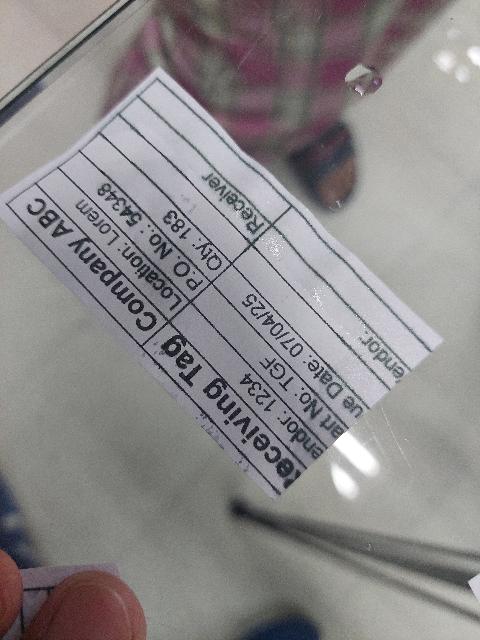 Receiving Tag Company ABC
endor: 1234 Location: Lorem
art No: TGF P.O. No.: 54348
ue Date: 07/04/25 Qty: 183
endor: Receiver